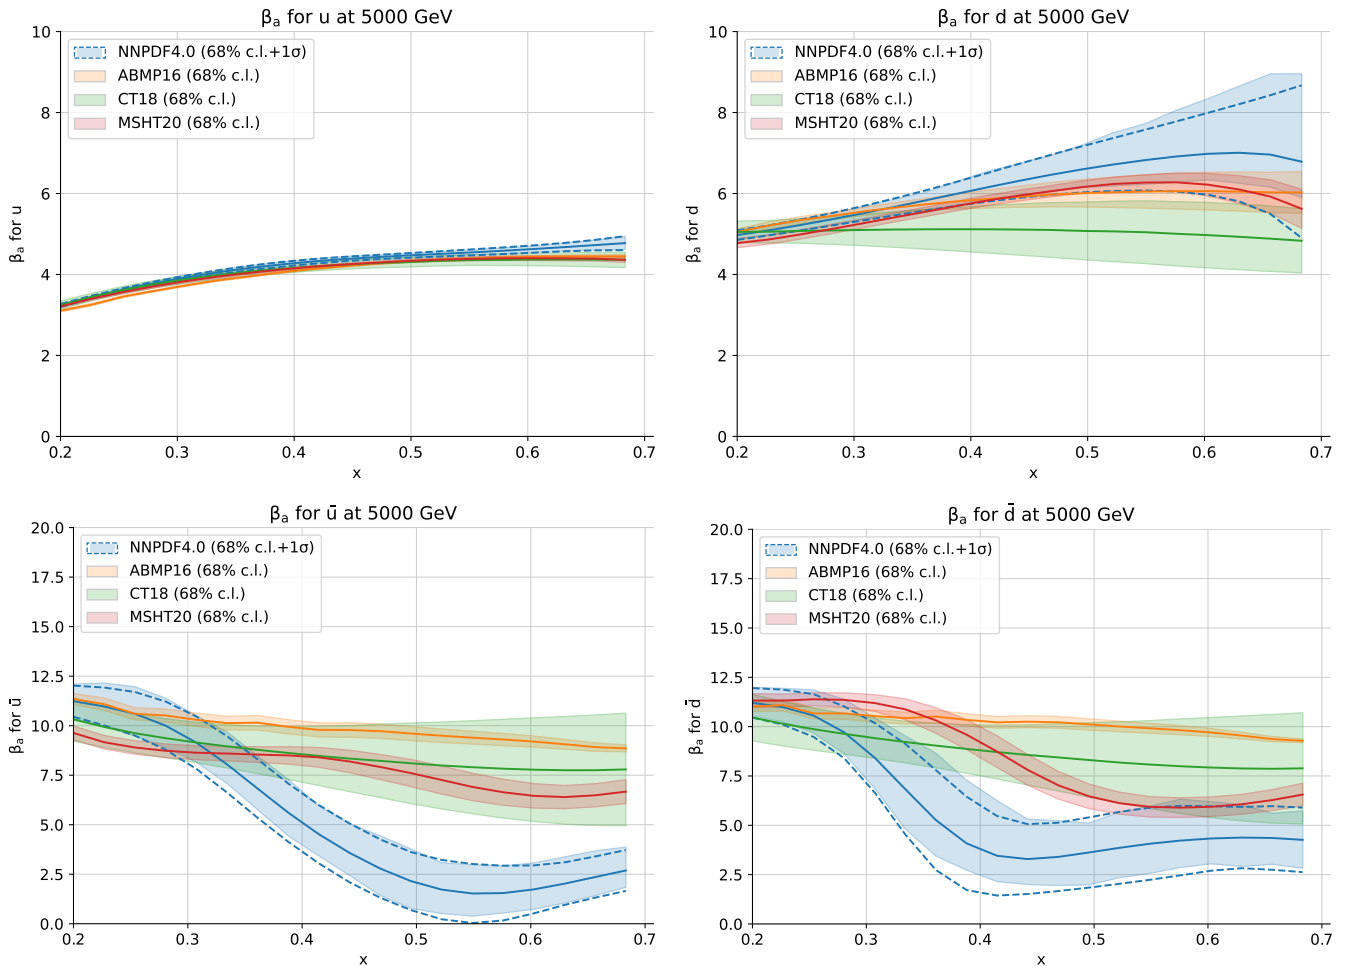 βa for u at 5000 GeV
NNPDF4.0 (68% c.l.+1σ)
ABMP16 (68% c.l.)
CT18 (68% c.l.)
MSHT20 (68% c.l.)
βa for u
10
8
6
4
2
0
0.2 0.3 0.4 0.5 0.6 0.7
x
βa for d at 5000 GeV
NNPDF4.0 (68% c.l.+1σ)
ABMP16 (68% c.l.)
CT18 (68% c.l.)
MSHT20 (68% c.l.)
βa for d
10
8
6
4
2
0
0.2 0.3 0.4 0.5 0.6 0.7
x
βa for ū at 5000 GeV
NNPDF4.0 (68% c.l.+1σ)
ABMP16 (68% c.l.)
CT18 (68% c.l.)
MSHT20 (68% c.l.)
βa for ū
20.0
17.5
15.0
12.5
10.0
7.5
5.0
2.5
0.0
0.2 0.3 0.4 0.5 0.6 0.7
x
βa for d̄ at 5000 GeV
NNPDF4.0 (68% c.l.+1σ)
ABMP16 (68% c.l.)
CT18 (68% c.l.)
MSHT20 (68% c.l.)
βa for d̄
20.0
17.5
15.0
12.5
10.0
7.5
5.0
2.5
0.0
0.2 0.3 0.4 0.5 0.6 0.7
x